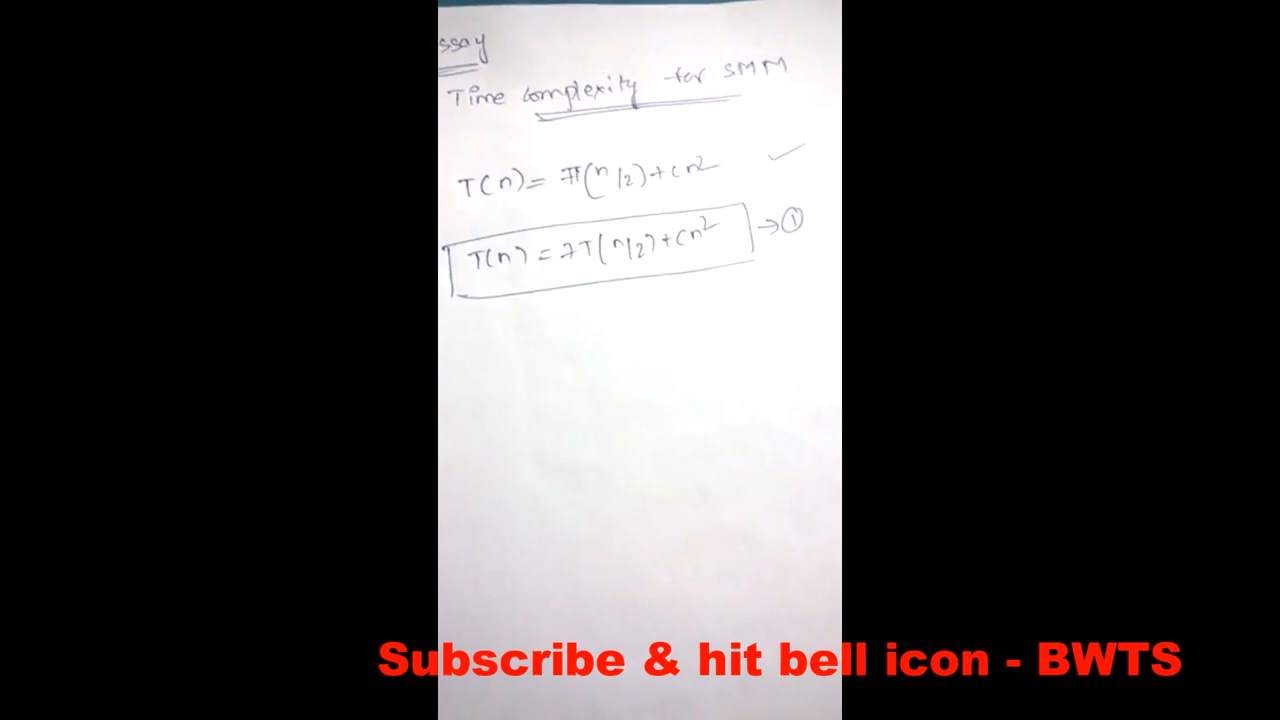 ssay
Time complexity for SMM
T(n) = 7T(n/2) + cn²
T(n) = 7T(n/2) + cn² → ①
Subscribe & hit bell icon - BWTS